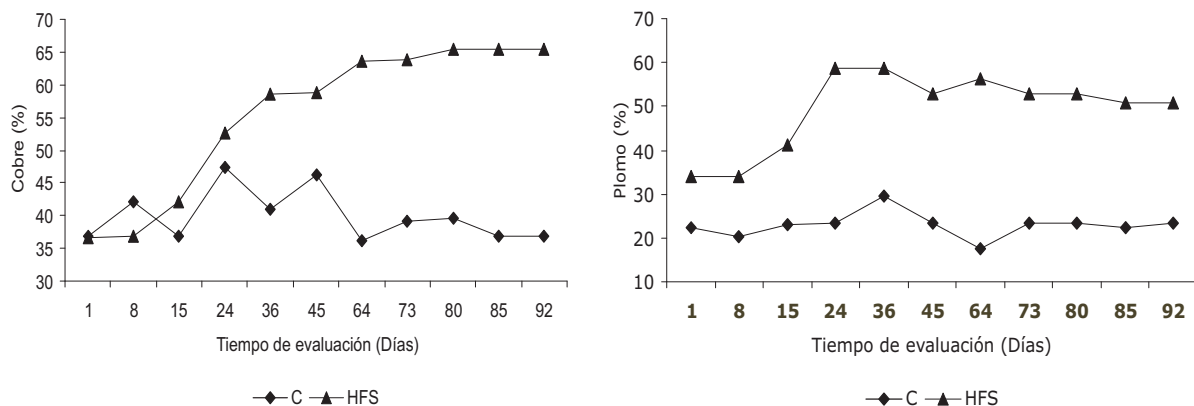 70
65
60
55
50
45
40
35
30
Cobre (%)
1 8 15 24 36 45 64 73 80 85 92
Tiempo de evaluación (Días)
C HFS
70
60
50
40
30
20
10
Plomo (%)
1 8 15 24 36 45 64 73 80 85 92
Tiempo de evaluación (Días)
C HFS